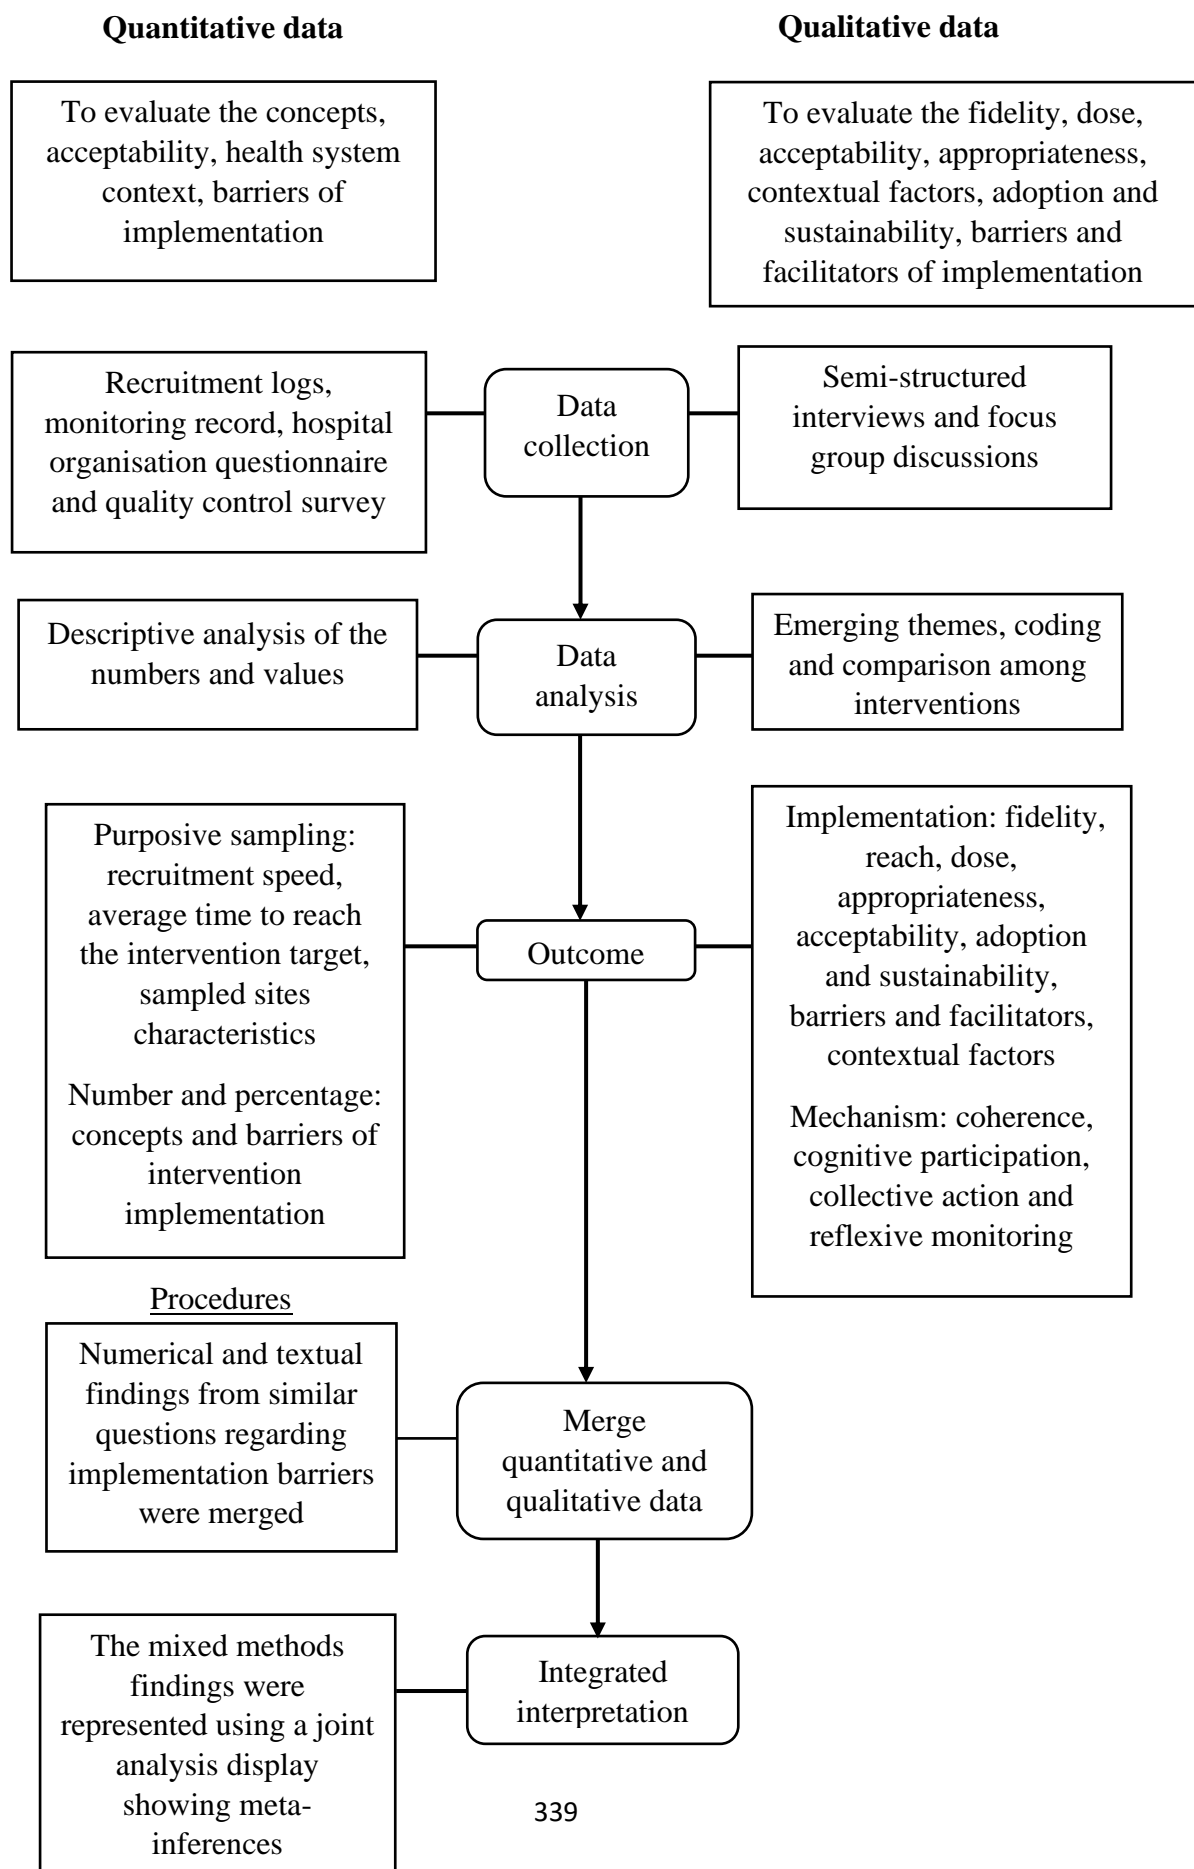 Quantitative data
Qualitative data
To evaluate the concepts,
acceptability, health system
context, barriers of
implementation
To evaluate the fidelity, dose,
acceptability, appropriateness,
contextual factors, adoption and
sustainability, barriers and
facilitators of implementation
Recruitment logs,
monitoring record, hospital
organisation questionnaire
and quality control survey
Data
collection
Semi-structured
interviews and focus
group discussions
Descriptive analysis of the
numbers and values
Data
analysis
Emerging themes, coding
and comparison among
interventions
Purposive sampling:
recruitment speed,
average time to reach
the intervention target,
sampled sites
characteristics
Number and percentage:
concepts and barriers of
intervention
implementation
Outcome
Implementation: fidelity,
reach, dose,
appropriateness,
acceptability, adoption
and sustainability,
barriers and facilitators,
contextual factors
Mechanism: coherence,
cognitive participation,
collective action and
reflexive monitoring
Procedures
Numerical and textual
findings from similar
questions regarding
implementation barriers
were merged
Merge
quantitative and
qualitative data
The mixed methods
findings were
represented using a joint
analysis display
showing meta-
inferences
Integrated
interpretation
339